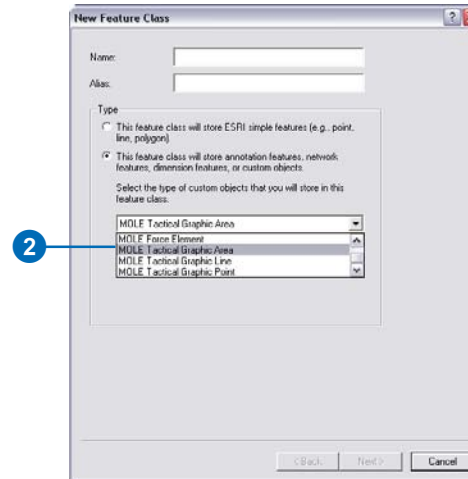 New Feature Class
?
Name:
Alias:
Type
This feature class will store ESRI simple features (e.g., point,
line, polygon).
This feature class will store annotation features, network
features, dimension features, or custom objects.
Select the type of custom objects that you will store in this
feature class.
MOLE Tactical Graphic Area
MOLE Force Element
2
MOLE Tactical Graphic Area
MOLE Tactical Graphic Line
MOLE Tactical Graphic Point
< Back
Next >
Cancel